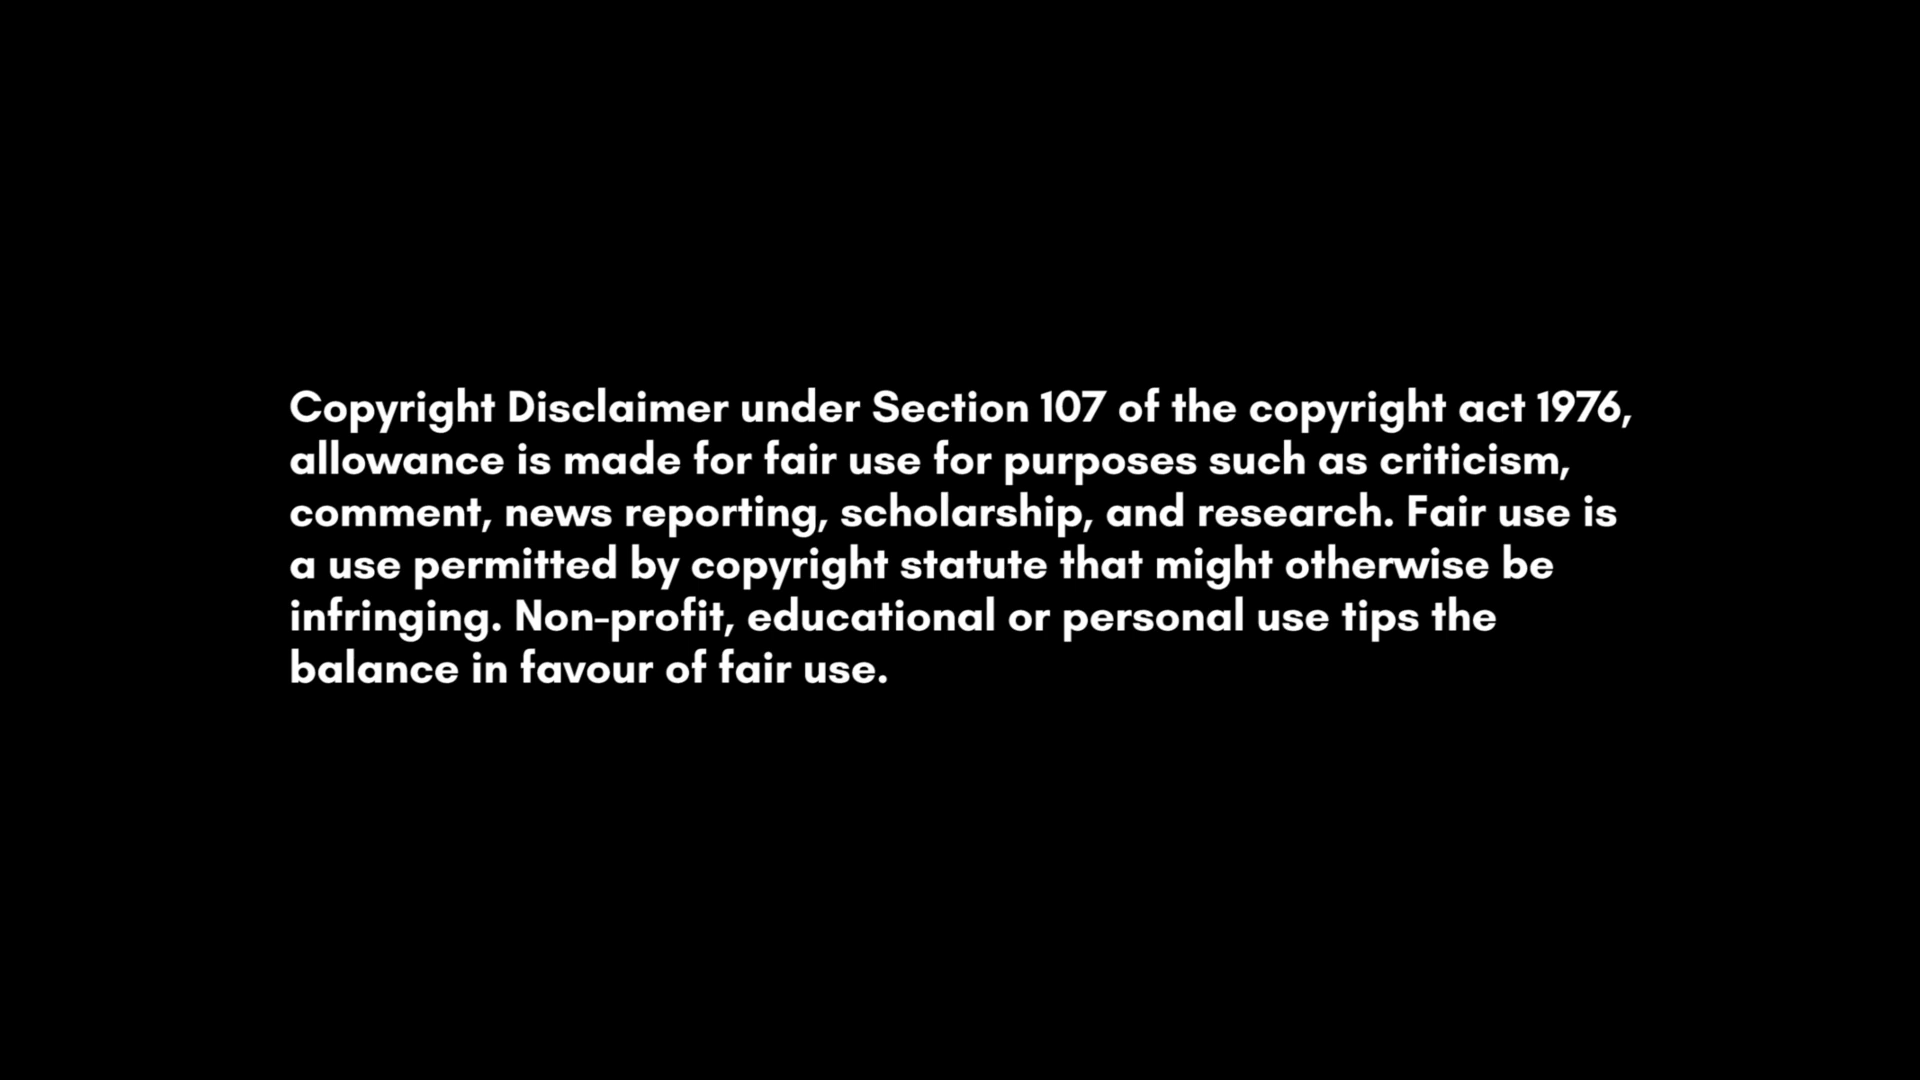 Copyright Disclaimer under Section 107 of the copyright act 1976,
allowance is made for fair use for purposes such as criticism,
comment, news reporting, scholarship, and research. Fair use is
a use permitted by copyright statute that might otherwise be
infringing. Non-profit, educational or personal use tips the
balance in favour of fair use.